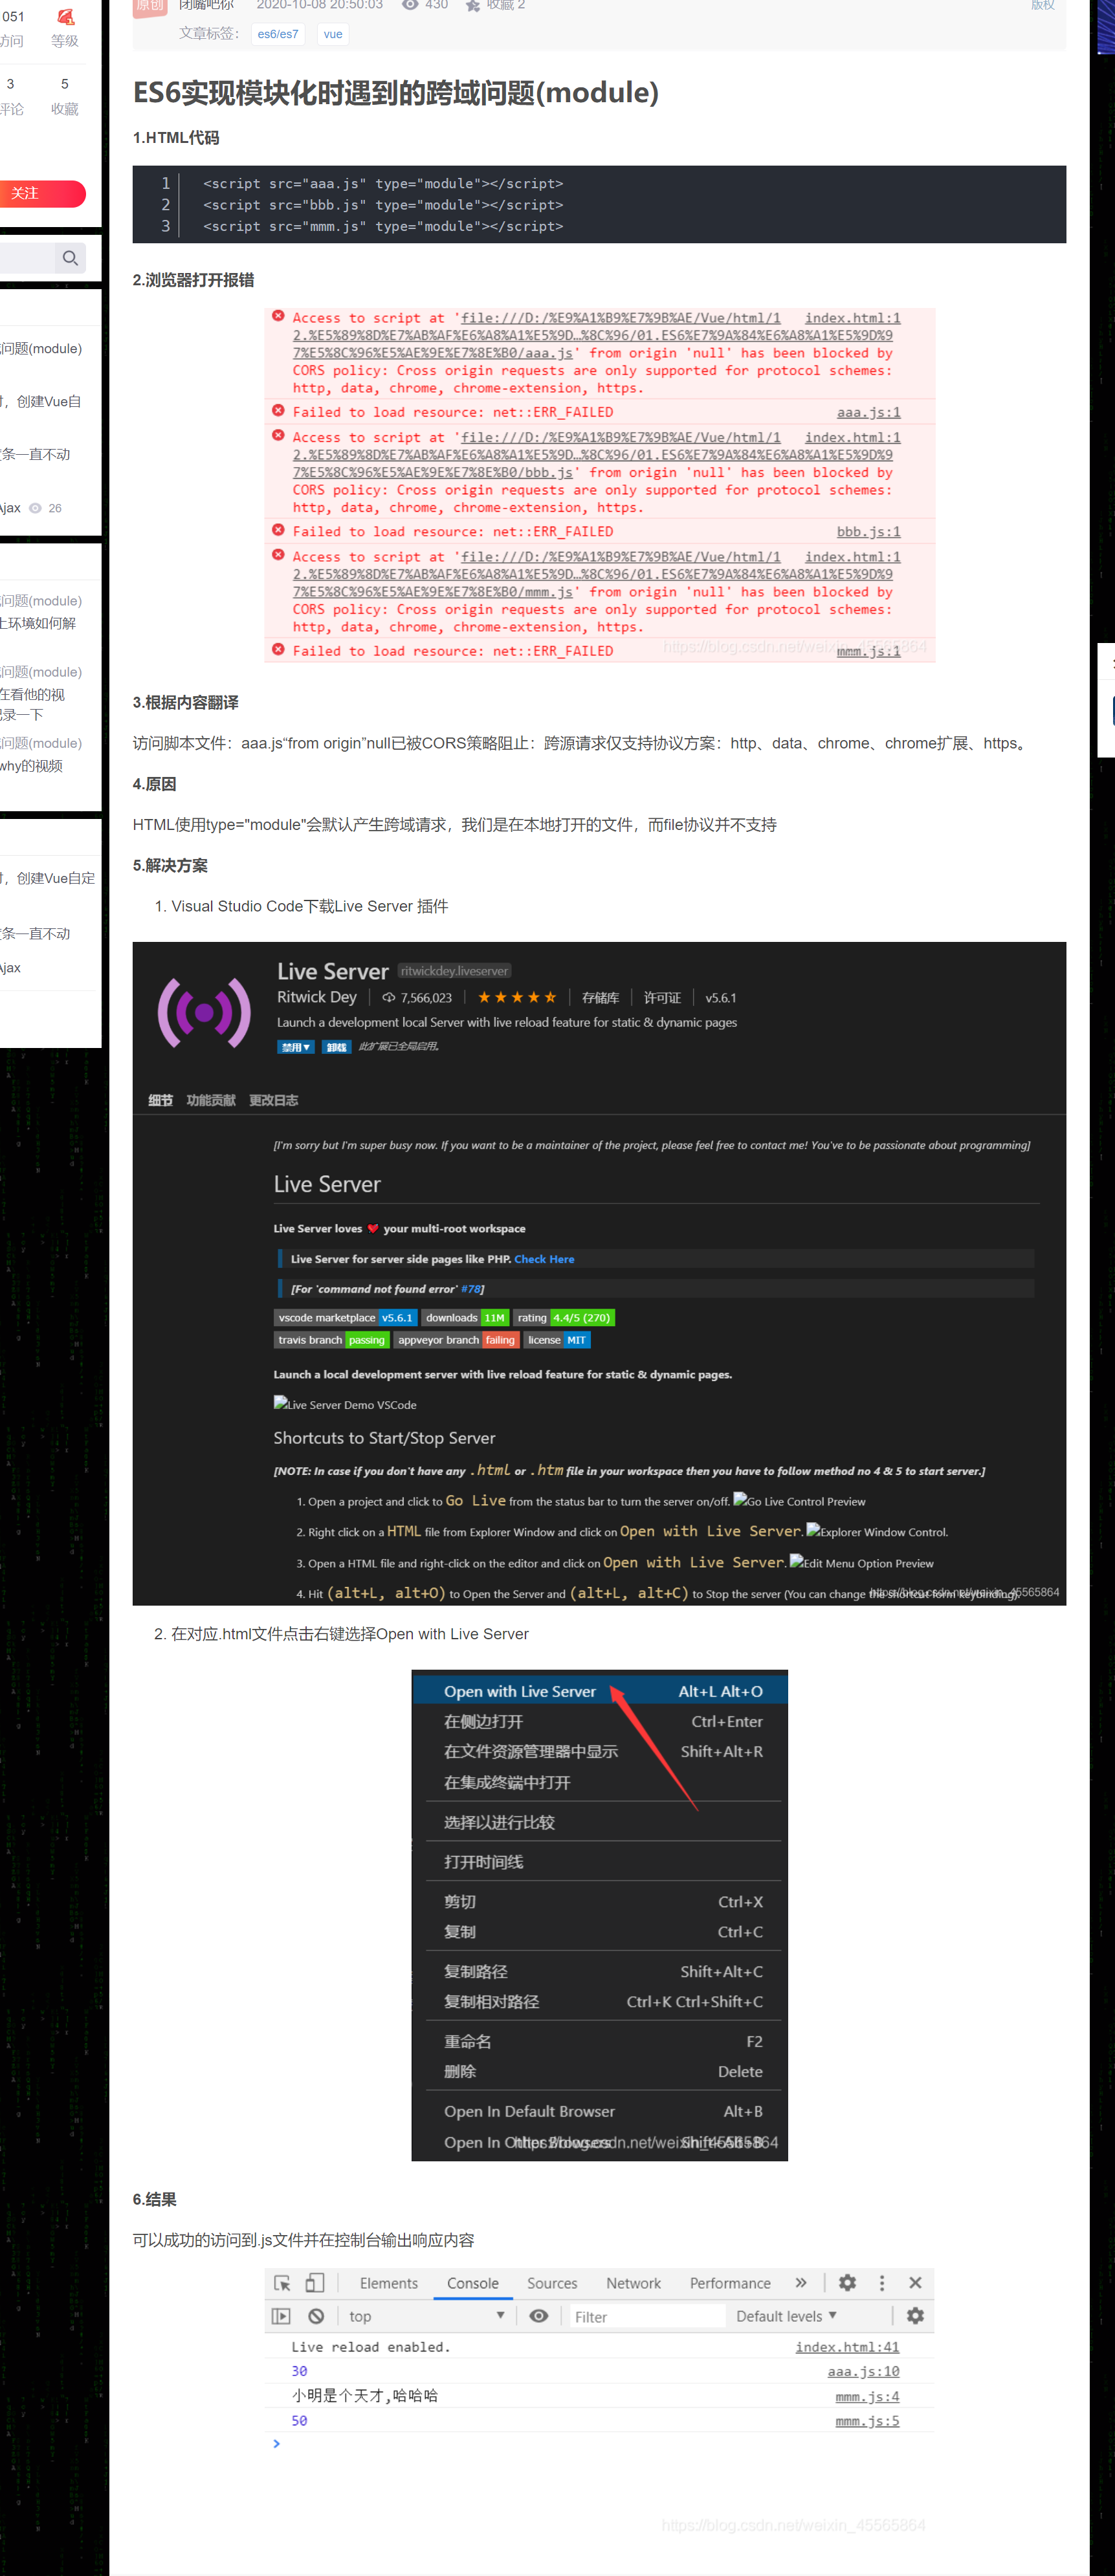 051
访问
等级
3
5
评论
收藏
关注
问题(module)
时，创建Vue自
条一直不动
Ajax
26
问题(module)
上环境如何解
问题(module)
在看他的视
记录一下
问题(module)
why的视频
时，创建Vue自定
条一直不动
Ajax
原创
闭嘴吧你
2020-10-08 20:50:03
430
收藏 2
版权
文章标签：
es6/es7
vue
ES6实现模块化时遇到的跨域问题(module)
1.HTML代码
1 <script src="aaa.js" type="module"></script>
2 <script src="bbb.js" type="module"></script>
3 <script src="mmm.js" type="module"></script>
2.浏览器打开报错
Access to script at 'file:///D:/%E9%A1%B9%E7%9B%AE/Vue/html/1 index.html:1
2.%E5%89%8D%E7%AB%AF%E6%A8%A1%E5%9D…%8C%96/01.ES6%E7%9A%84%E6%A8%A1%E5%9D%9
7%E5%8C%96%E5%AE%9E%E7%8E%B0/aaa.js' from origin 'null' has been blocked by
CORS policy: Cross origin requests are only supported for protocol schemes:
http, data, chrome, chrome-extension, https.
Failed to load resource: net::ERR_FAILED aaa.js:1
Access to script at 'file:///D:/%E9%A1%B9%E7%9B%AE/Vue/html/1 index.html:1
2.%E5%89%8D%E7%AB%AF%E6%A8%A1%E5%9D…%8C%96/01.ES6%E7%9A%84%E6%A8%A1%E5%9D%9
7%E5%8C%96%E5%AE%9E%E7%8E%B0/bbb.js' from origin 'null' has been blocked by
CORS policy: Cross origin requests are only supported for protocol schemes:
http, data, chrome, chrome-extension, https.
Failed to load resource: net::ERR_FAILED bbb.js:1
Access to script at 'file:///D:/%E9%A1%B9%E7%9B%AE/Vue/html/1 index.html:1
2.%E5%89%8D%E7%AB%AF%E6%A8%A1%E5%9D…%8C%96/01.ES6%E7%9A%84%E6%A8%A1%E5%9D%9
7%E5%8C%96%E5%AE%9E%E7%8E%B0/mmm.js' from origin 'null' has been blocked by
CORS policy: Cross origin requests are only supported for protocol schemes:
http, data, chrome, chrome-extension, https.
https://blog.csdn.net/weixin_45565864
Failed to load resource: net::ERR_FAILED mmm.js:1
3.根据内容翻译
访问脚本文件：aaa.js“from origin”null已被CORS策略阻止：跨源请求仅支持协议方案：http、data、chrome、chrome扩展、https。
4.原因
HTML使用type="module"会默认产生跨域请求，我们是在本地打开的文件，而file协议并不支持
5.解决方案
1. Visual Studio Code下载Live Server 插件
Live Server ritwickdey.liveserver
Ritwick Dey 7,566,023 存储库 许可证 v5.6.1
Launch a development local Server with live reload feature for static & dynamic pages
禁用 卸载 此扩展已全局启用。
细节 功能贡献 更改日志
[I'm sorry but I'm super busy now. If you want to be a maintainer of the project, please feel free to contact me! You've to be passionate about programming]
Live Server
Live Server loves your multi-root workspace
Live Server for server side pages like PHP. Check Here
[For 'command not found error' #78]
vscode marketplace v5.6.1 downloads 11M rating 4.4/5 (270)
travis branch passing appveyor branch failing license MIT
Launch a local development server with live reload feature for static & dynamic pages.
Live Server Demo VSCode
Shortcuts to Start/Stop Server
[NOTE: In case if you don't have any .html or .htm file in your workspace then you have to follow method no 4 & 5 to start server.]
1. Open a project and click to Go Live from the status bar to turn the server on/off. Go Live Control Preview
2. Right click on a HTML file from Explorer Window and click on Open with Live Server. Explorer Window Control.
3. Open a HTML file and right-click on the editor and click on Open with Live Server. Edit Menu Option Preview
4. Hit (alt+L, alt+O) to Open the Server and (alt+L, alt+C) to Stop the server (You can change the shortcut form keybinding).
https://blog.csdn.net/weixin_45565864
2. 在对应.html文件点击右键选择Open with Live Server
Open with Live Server Alt+L Alt+O
在侧边打开 Ctrl+Enter
在文件资源管理器中显示 Shift+Alt+R
在集成终端中打开
选择以进行比较
打开时间线
剪切 Ctrl+X
复制 Ctrl+C
复制路径 Shift+Alt+C
复制相对路径 Ctrl+K Ctrl+Shift+C
重命名 F2
删除 Delete
Open In Default Browser Alt+B
Open In Other Browsers Shift+Alt+B
https://blog.csdn.net/weixin_45565864
6.结果
可以成功的访问到.js文件并在控制台输出响应内容
Elements Console Sources Network Performance »
top Filter Default levels
Live reload enabled. index.html:41
30 aaa.js:10
小明是个天才,哈哈哈 mmm.js:4
50 mmm.js:5
https://blog.csdn.net/weixin_45565864